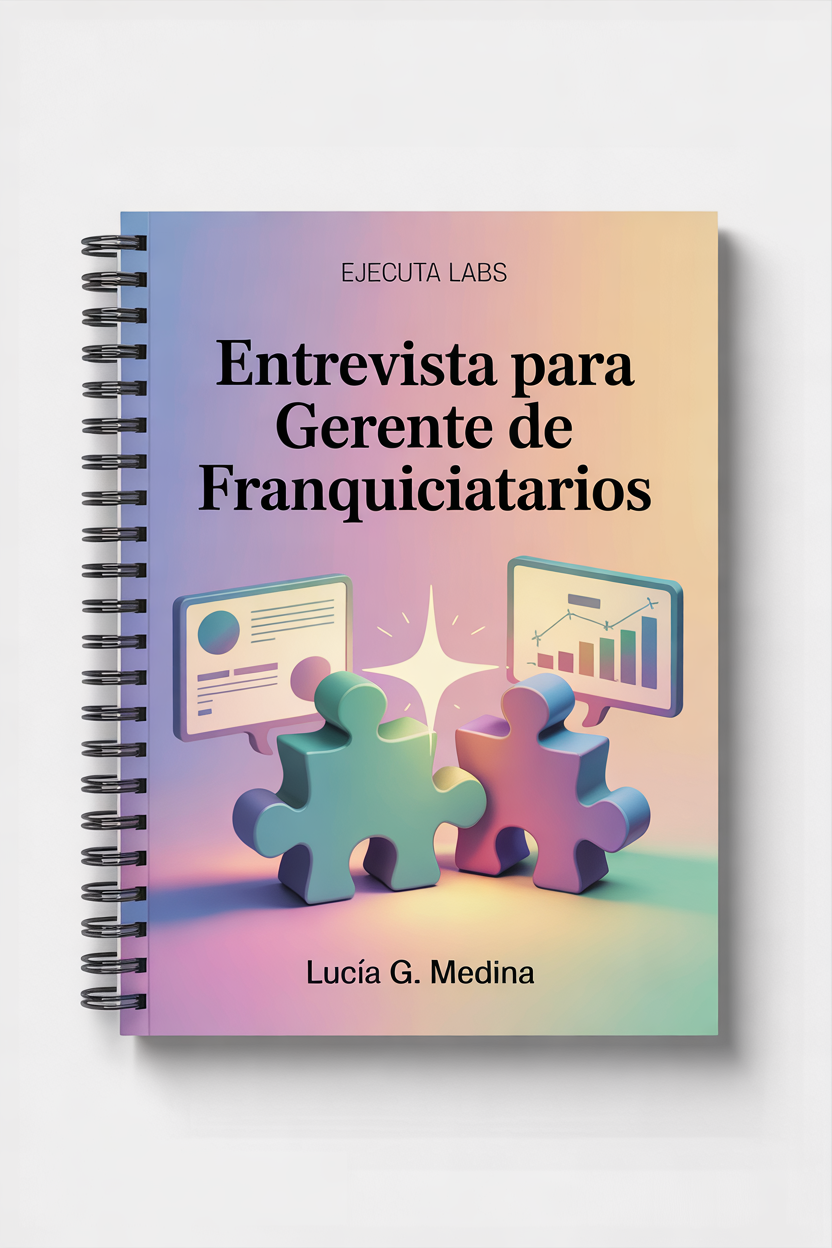 EJECUTA LABS
Entrevista para
Gerente de
Franquiciatarios
Lucía G. Medina